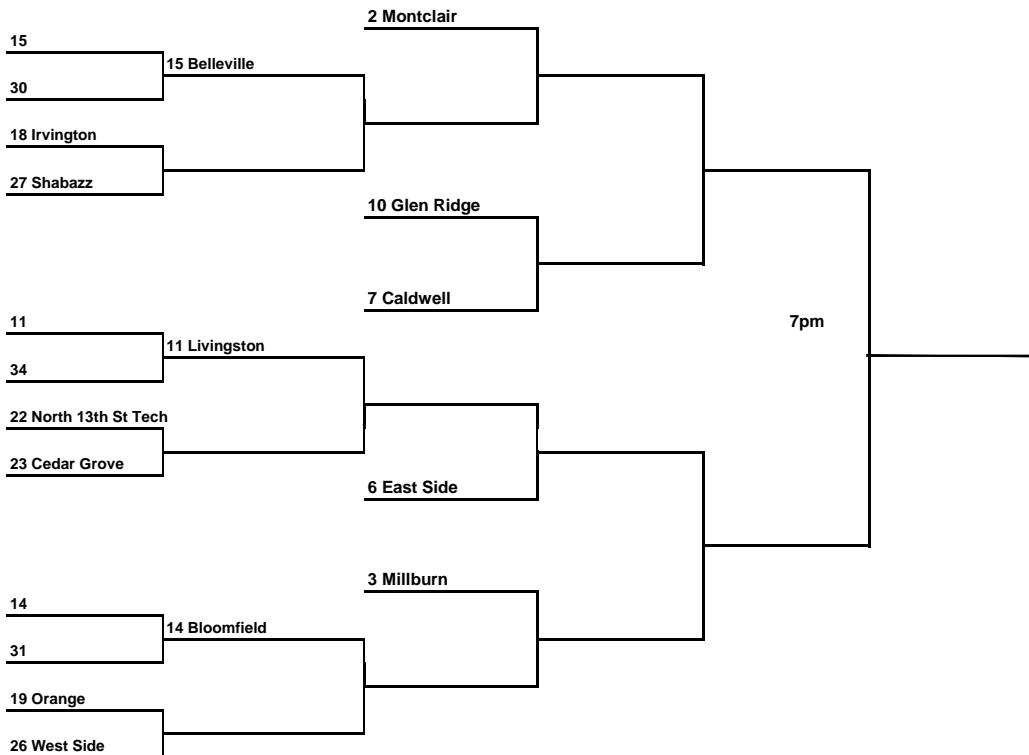 2 Montclair
15
15 Belleville
30
18 Irvington
27 Shabazz
10 Glen Ridge
7 Caldwell
7pm
11
11 Livingston
34
22 North 13th St Tech
23 Cedar Grove
6 East Side
3 Millburn
14
14 Bloomfield
31
19 Orange
26 West Side